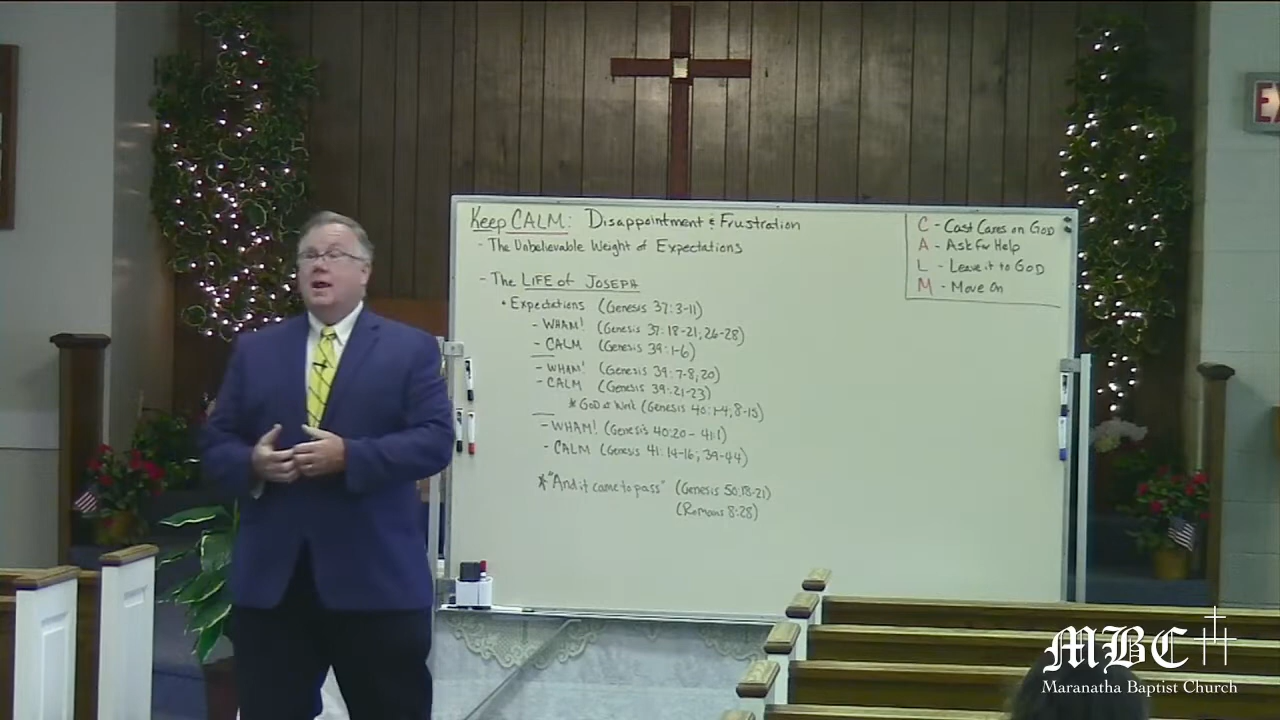 Keep CALM: Disappointment & Frustration
- The Unbelievable Weight of Expectations
- The LIFE of JOSEPH
• Expectations (Genesis 37:3-11)
- WHAM! (Genesis 37:18-21, 26-28)
- CALM (Genesis 39:1-6)
- WHAM! (Genesis 39:7-8, 20)
- CALM (Genesis 39:21-23)
* GOD at Work (Genesis 40:1-4, 8-15)
- WHAM! (Genesis 40:20 - 41:1)
- CALM (Genesis 41:14-16; 39-44)
* "And it came to pass" (Genesis 50:18-21)
(Romans 8:28)
C - Cast Cares on GOD
A - Ask for Help
L - Leave it to GOD
M - Move On
MBC
Maranatha Baptist Church